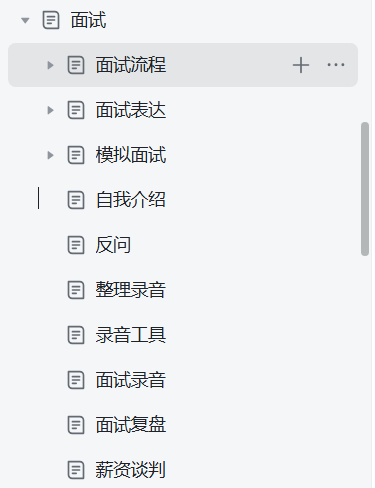 面试
面试流程
面试表达
模拟面试
自我介绍
反问
整理录音
录音工具
面试录音
面试复盘
薪资谈判